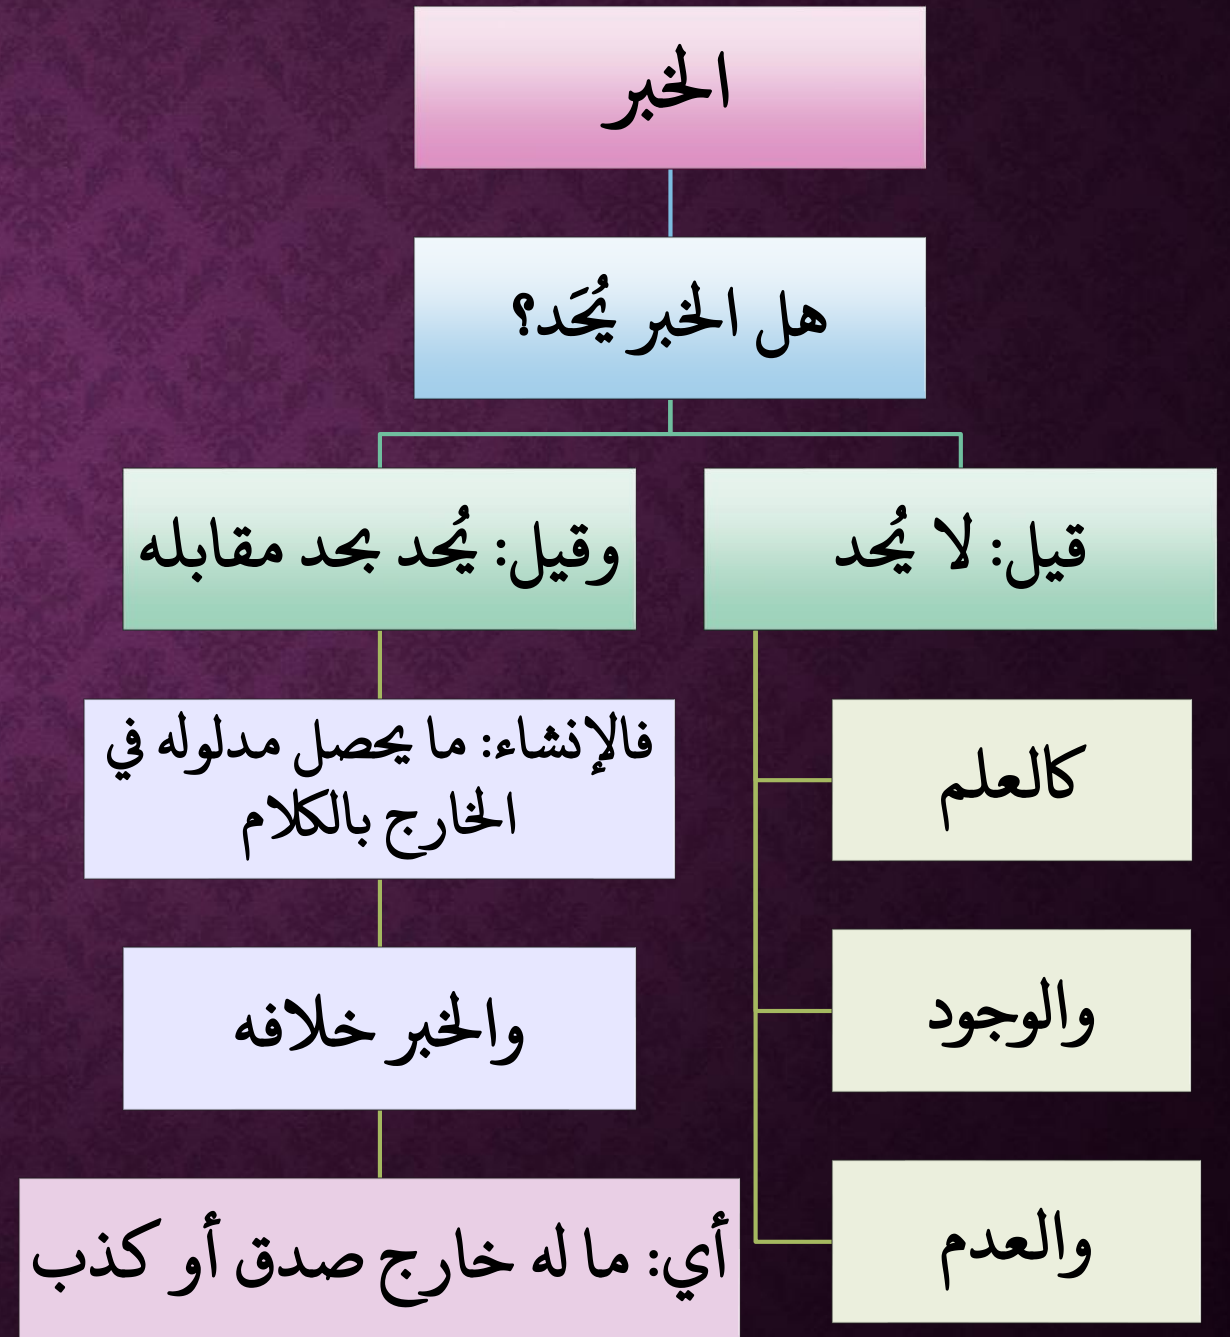 الخبر
هل الخبر يُحَد؟
قيل: لا يُحد
كالعلم
والوجود
والعدم
وقيل: يُحد بحد مقابله
فالإنشاء: ما يحصل مدلوله في
الخارج بالكلام
والخبر خلافه
أي: ما له خارج صدق أو كذب